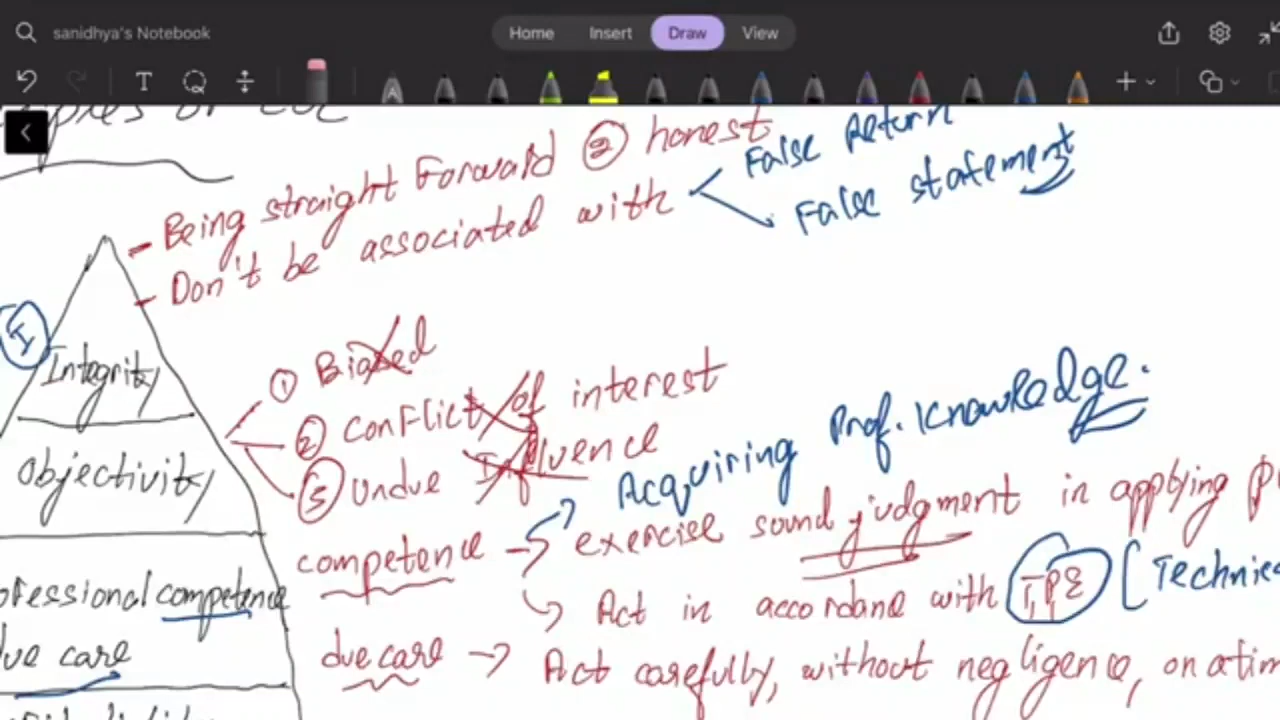 sanidhya's Notebook
Home Insert Draw View
T
A
- Being straight Forward ② honest
- Don't be associated with
False Return
False statement
I
Integrity
① Biased
② conflict of interest
③ undue Influence
objectivity
Acquiring Prof. knowledge.
competence → exercise sound judgment in applying
Act in accordance with T,P,E [Technic
ofessional competence
due care
due care → Act carefully, without negligence, on a tim